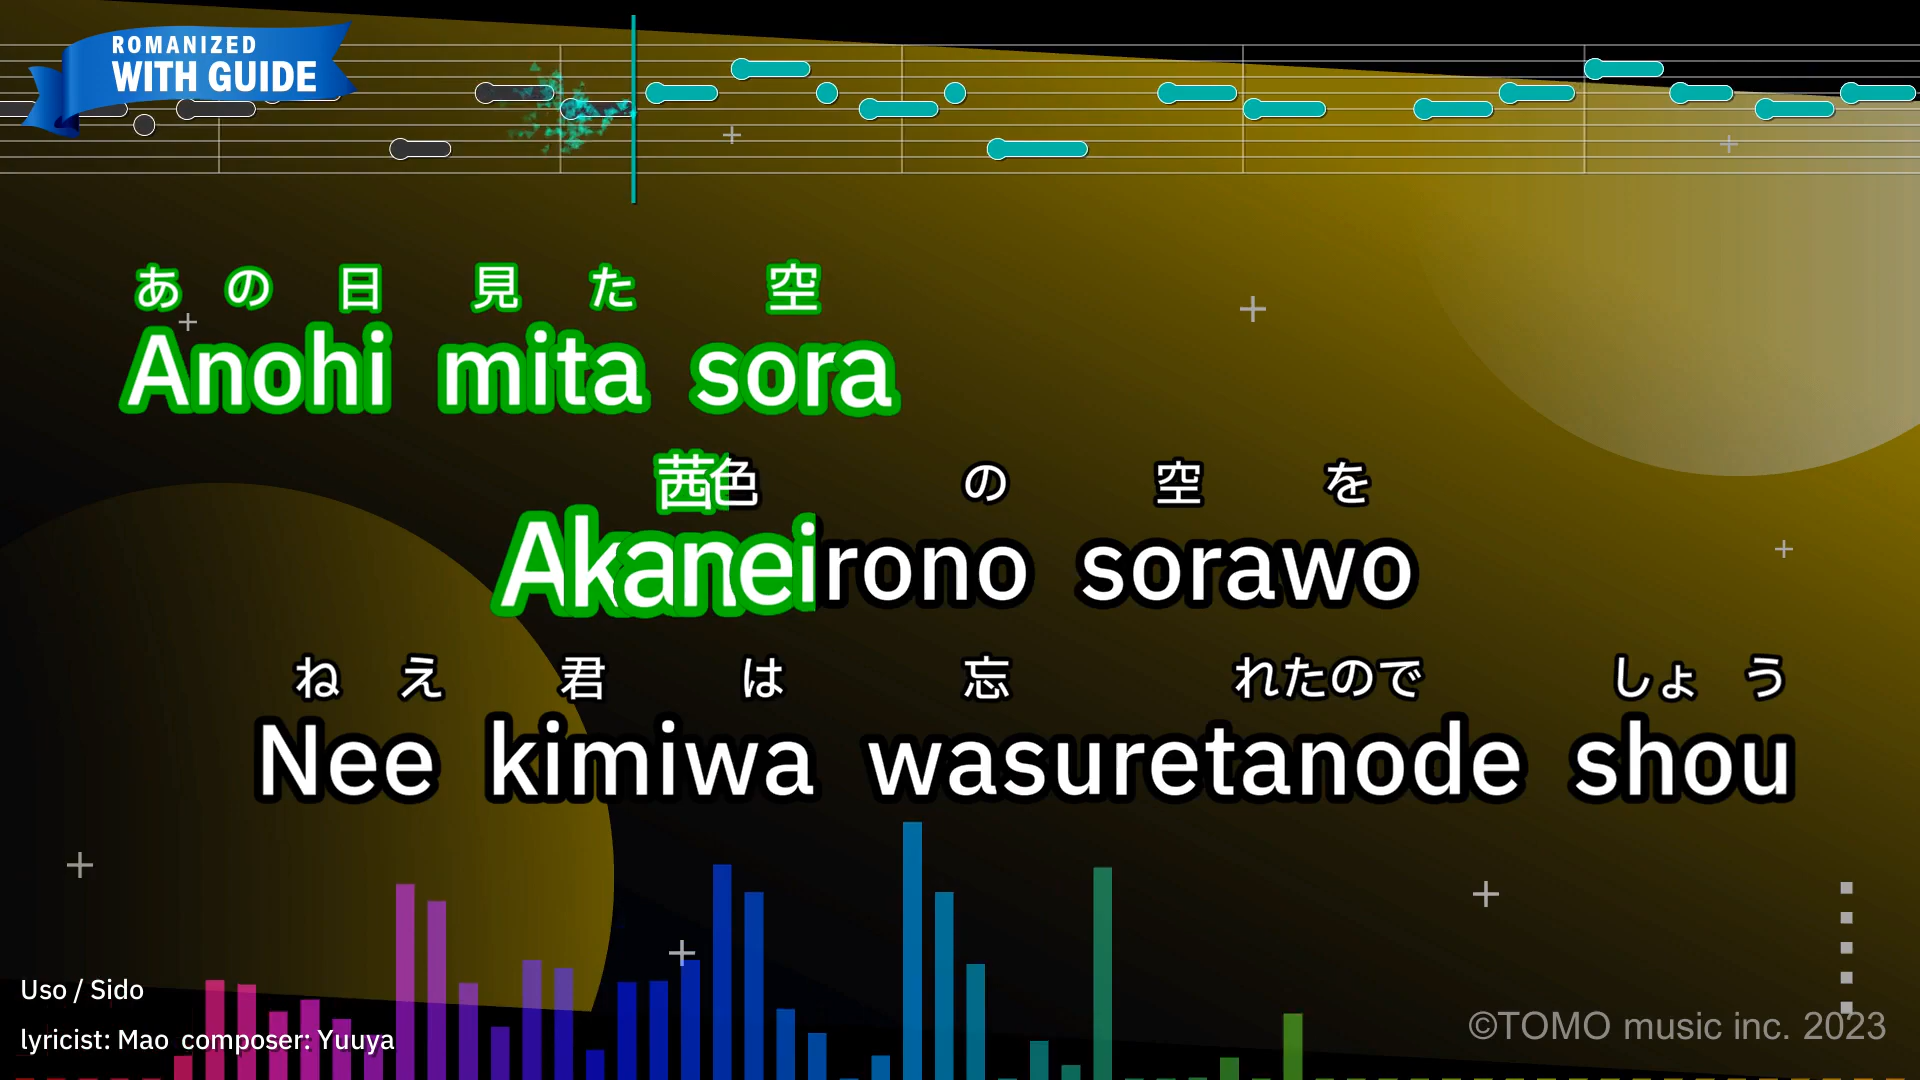 ROMANIZED
WITH GUIDE
あの日見た空
Anohi mita sora
茜色の空を
Akaneirono sorawo
ねえ君は忘れたのでしょう
Nee kimiwa wasuretanode shou
Uso / Sido
lyricist: Mao composer: Yuuya
©TOMO music inc. 2023